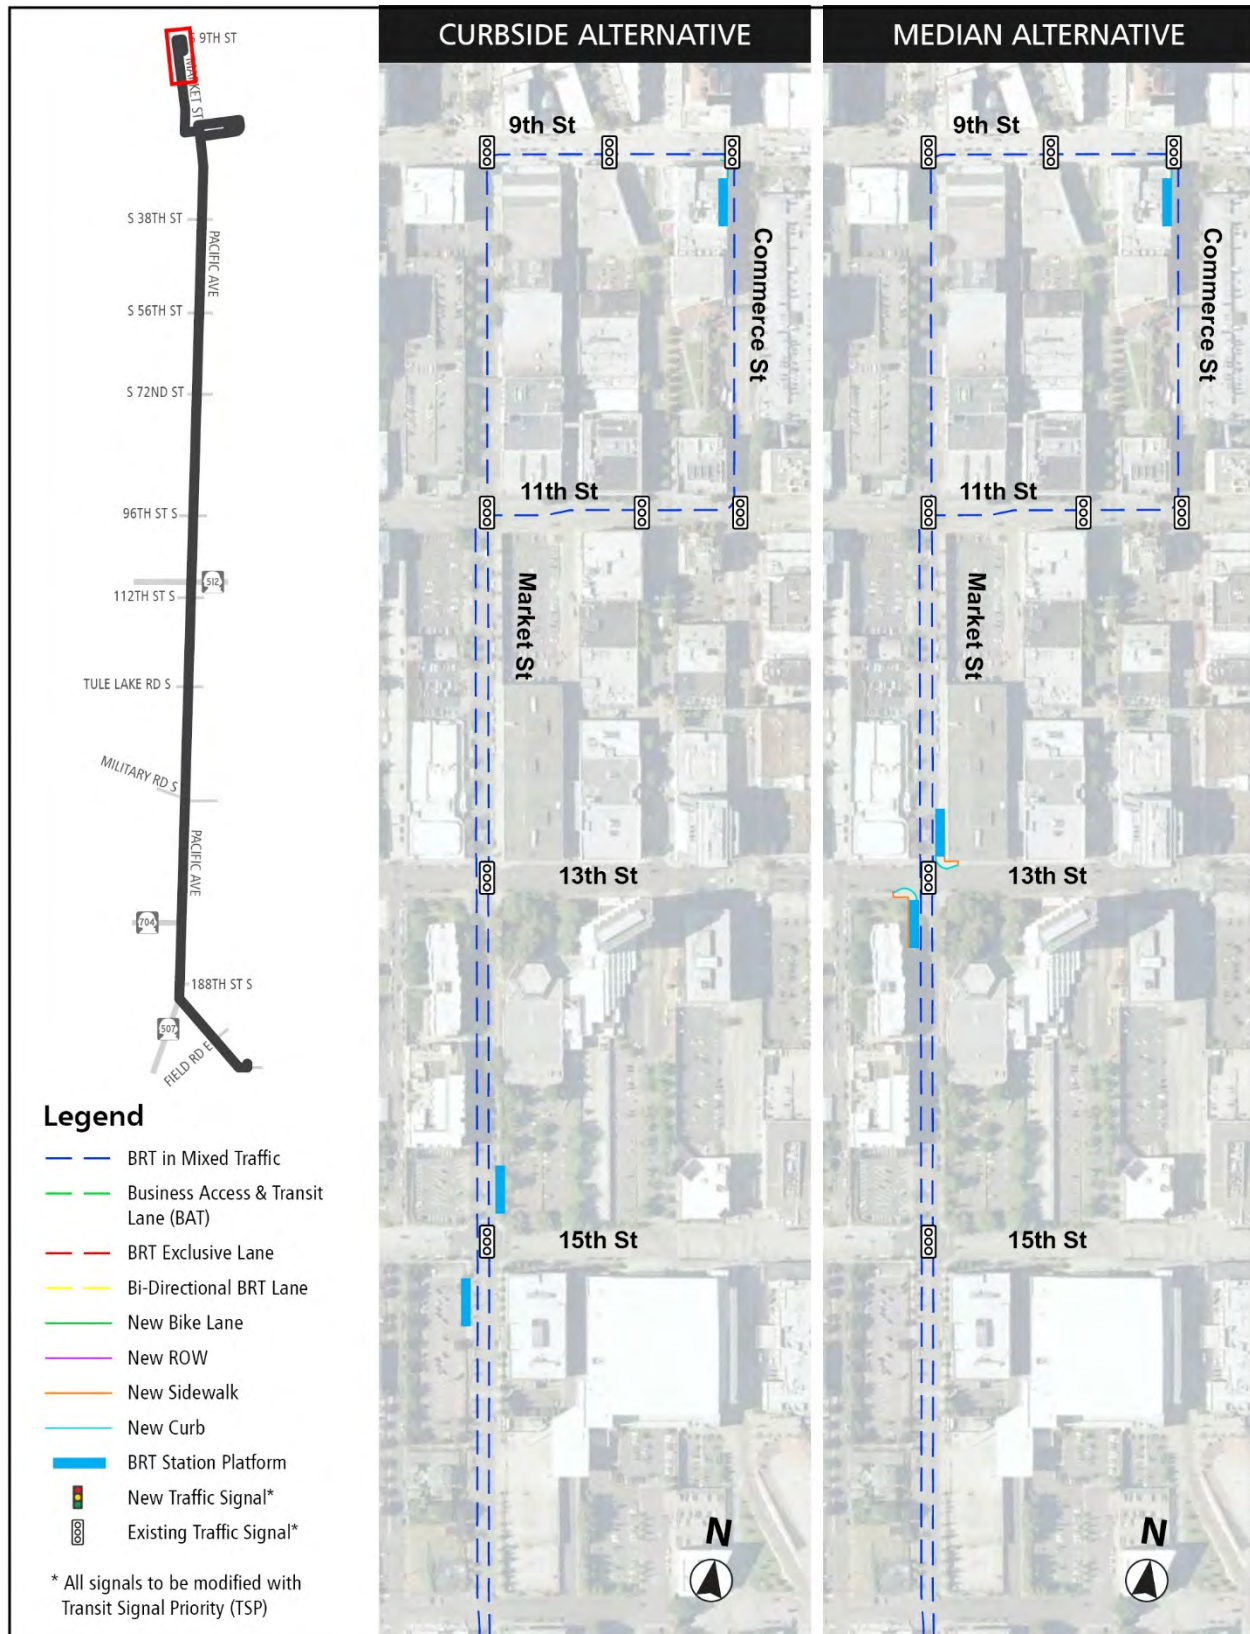 S 9TH ST
MARKET ST
S 38TH ST
PACIFIC AVE
S 56TH ST
S 72ND ST
96TH ST S
512
112TH ST S
TULE LAKE RD S
MILITARY RD S
PACIFIC AVE
704
188TH ST S
507
FIELD RD E
Legend
BRT in Mixed Traffic
Business Access & Transit
Lane (BAT)
BRT Exclusive Lane
Bi-Directional BRT Lane
New Bike Lane
New ROW
New Sidewalk
New Curb
BRT Station Platform
New Traffic Signal*
Existing Traffic Signal*
* All signals to be modified with
Transit Signal Priority (TSP)
CURBSIDE ALTERNATIVE
9th St
Commerce St
11th St
Market St
13th St
15th St
N
MEDIAN ALTERNATIVE
9th St
Commerce St
11th St
Market St
13th St
15th St
N